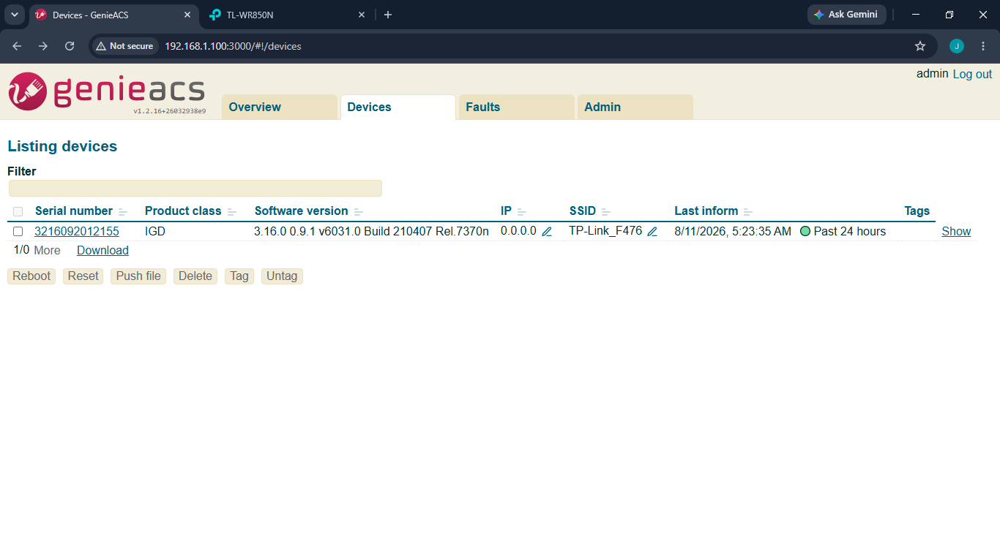 Devices - GenieACS
TL-WR850N
Ask Gemini
Not secure 192.168.1.100:3000/#!/devices
J
admin Log out
genieacs
v1.2.16+26032938e9
Overview Devices Faults Admin
Listing devices
Filter
Serial number Product class Software version IP SSID Last inform Tags
3216092012155 IGD 3.16.0 0.9.1 v6031.0 Build 210407 Rel.7370n 0.0.0.0 TP-Link_F476 8/11/2026, 5:23:35 AM Past 24 hours Show
1/0 More Download
Reboot Reset Push file Delete Tag Untag